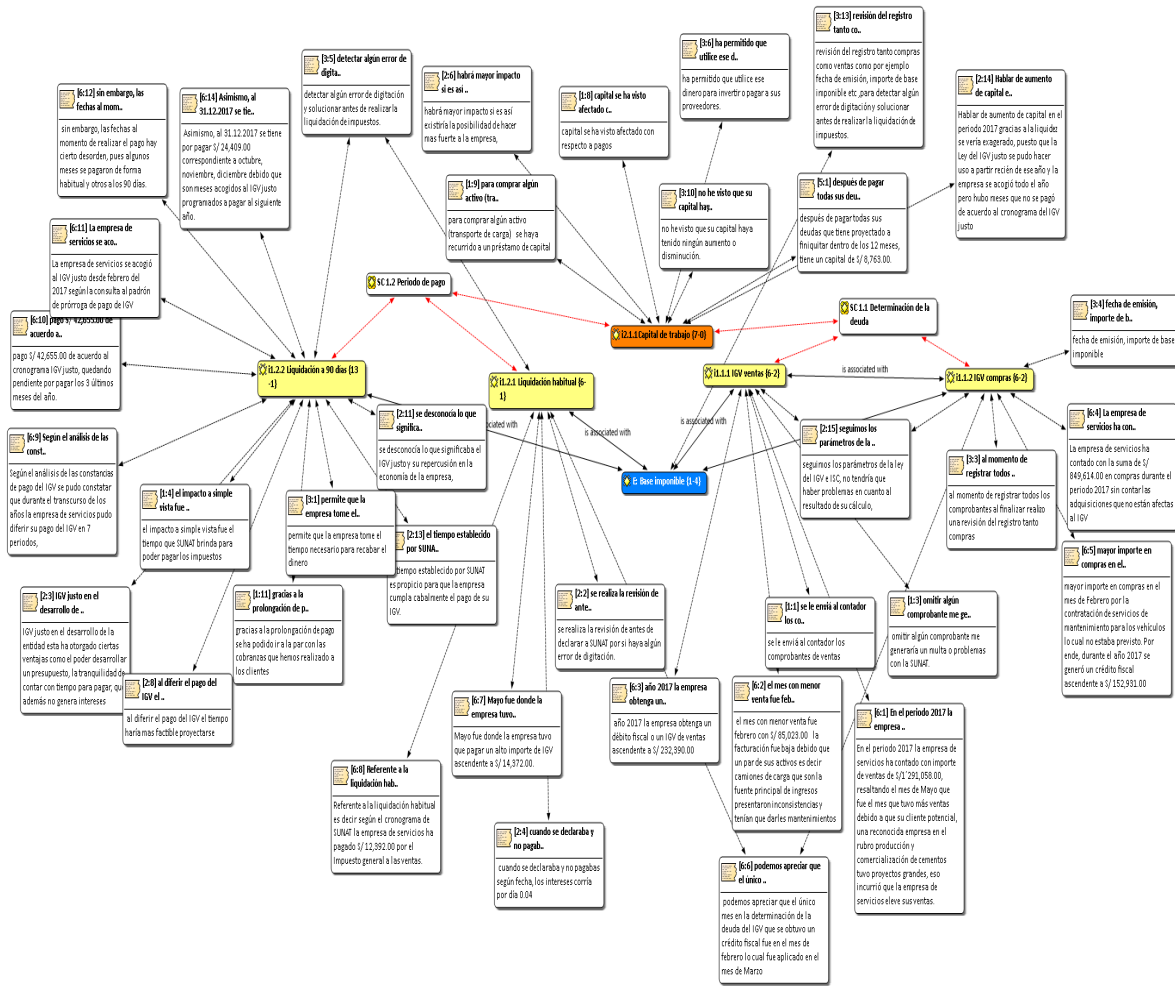 [3:13] revisión del registro
tanto co..
revisión del registro tanto compras
como ventas como por ejemplo
fecha de emisión, importe de base
imponible etc ,para detectar algún
error de digitación y solucionar
antes de realizar la liquidación de
impuestos.
[3:6] ha permitido que
utilice ese d..
ha permitido que utilice ese
dinero para invertir o pagar a sus
proveedores.
[3:5] detectar algún error de
digita..
detectar algún error de digitación
y solucionar antes de realizar la
liquidación de impuestos.
[2:6] habrá mayor impacto
si es asi ..
habrá mayor impacto si es así
existiría la posibilidad de hacer
mas fuerte a la empresa,
[1:8] capital se ha visto
afectado c..
capital se ha visto afectado con
respecto a pagos
[2:14] Hablar de aumento
de capital e..
Hablar de aumento de capital en el
periodo 2017 gracias a la liquidez
se vería exagerado, puesto que la
Ley del IGV justo se pudo hacer
uso a partir recién de ese año y la
empresa se acogió todo el año
pero hubo meses que no se pagó
de acuerdo al cronograma del IGV
justo
[6:12] sin embargo, las
fechas al mom..
sin embargo, las fechas al
momento de realizar el pago hay
cierto desorden, pues algunos
meses se pagaron de forma
habitual y otros a los 90 días.
[6:14] Asimismo, al
31.12.2017 se tie..
Asimismo, al 31.12.2017 se tiene
por pagar S/ 24,409.00
correspondiente a octubre,
noviembre, diciembre debido que
son meses acogidos al IGV justo
programados a pagar al siguiente
año.
[1:9] para comprar algún
activo (tra..
para comprar algún activo
(transporte de carga) se haya
recurrido a un préstamo de capital
[3:10] no he visto que su
capital hay..
no he visto que su capital haya
tenido ningún aumento o
disminución.
[5:1] después de pagar
todas sus deu..
después de pagar todas sus
deudas que tiene proyectado a
finiquitar dentro de los 12 meses,
tiene un capital de S/ 8,763.00.
[6:11] La empresa de
servicios se aco..
La empresa de servicios se acogió
al IGV justo desde febrero del
2017 según la consulta al padrón
de prórroga de pago de IGV
SC 1.2 Periodo de pago
SC 1.1 Determinación de la
deuda
[3:4] fecha de emisión,
importe de b..
fecha de emisión, importe de base
imponible
[6:10] pago S/ 42,655.00 de
acuerdo a..
pago S/ 42,655.00 de acuerdo al
cronograma IGV justo, quedando
pendiente por pagar los 3 últimos
meses del año.
i2.1.1Capital de trabajo {7-0}
i1.2.2 Liquidación a 90 dias {13
-1}
i1.2.1 Liquidación habitual {6-
1}
i1.1.1 IGV ventas {6-2}
is associated with
i1.1.2 IGV compras {6-2}
[6:9] Según el análisis de las
const..
Según el análisis de las constancias
de pago del IGV se pudo constatar
que durante el transcurso de los
años la empresa de servicios pudo
diferir su pago del IGV en 7
periodos,
[2:11] se desconocía lo que
significa..
se desconocía lo que significaba el
IGV justo y su repercusión en la
economía de la empresa,
ociated with
is associated with
is associated with
E: Base imponible {1-4}
[2:15] seguimos los
parámetros de la ..
seguimos los parámetros de la ley
del IGV e ISC, no tendría que
haber problemas en cuanto al
resultado de su cálculo,
[6:4] La empresa de
servicios ha con..
La empresa de servicios ha
contado con la suma de S/
849,614.00 en compras durante el
periodo 2017 sin contar las
adquisiciones que no están afectas
al IGV
[3:3] al momento de
registrar todos ..
al momento de registrar todos los
comprobantes al finalizar realizo
una revisión del registro tanto
compras
[1:4] el impacto a simple
vista fue ..
el impacto a simple vista fue el
tiempo que SUNAT brinda para
poder pagar los impuestos
[3:1] permite que la
empresa tome el..
permite que la empresa tome el
tiempo necesario para recabar el
dinero
[2:13] el tiempo establecido
por SUNA..
tiempo establecido por SUNAT
es propicio para que la empresa
cumpla cabalmente el pago de su
IGV.
[6:5] mayor importe en
compras en el..
mayor importe en compras en el
mes de Febrero por la
contratación de servicios de
mantenimiento para los vehículos
lo cual no estaba previsto. Por
ende, durante el año 2017 se
generó un crédito fiscal
ascendente a S/ 152,931.00
[2:3] IGV justo en el
desarrollo de ..
IGV justo en el desarrollo de la
entidad esta ha otorgado ciertas
ventajas como el poder desarrollar
un presupuesto, la tranquilidad de
contar con tiempo para pagar, que
además no genera intereses
[1:11] gracias a la
prolongación de p..
gracias a la prolongación de pago
se ha podido ir a la par con la
cobranzas que hemos realizado a
los clientes
[2:2] se realiza la revisión de
ante..
se realiza la revisión de antes de
declarar a SUNAT por si haya algún
error de digitación.
[1:1] se le enviá al contador
los co..
se le enviá al contador los
comprobantes de ventas
[1:3] omitir algún
comprobante me ge..
omitir algún comprobante me
generaría un multa o problemas
con la SUNAT.
[2:8] al diferir el pago del
IGV el ..
al diferir el pago del IGV el tiempo
haría mas factible proyectarse
[6:7] Mayo fue donde la
empresa tuvo..
Mayo fue donde la empresa tuvo
que pagar un alto importe de IGV
ascendente a S/ 14,372.00.
[6:3] año 2017 la empresa
obtenga un..
año 2017 la empresa obtenga un
débito fiscal o un IGV de ventas
ascendente a S/ 232,390.00
[6:2] el mes con menor
venta fue feb..
el mes con menor venta fue
febrero con S/ 85,023.00 la
facturación fue baja debido que
un par de sus activos es decir
camiones de carga que son la
fuente principal de ingresos
presentaron inconsistencias y
tenían que darles mantenimientos
[6:1] En el periodo 2017 la
empresa ..
En el periodo 2017 la empresa de
servicios ha contado con importe
de ventas de S/1´291,058.00,
resaltando el mes de Mayo que
fue el mes que tuvo más ventas
debido a que su cliente potencial,
una reconocida empresa en el
rubro producción y
comercialización de cementos
tuvo proyectos grandes, eso
incurrió que la empresa de
servicios eleve sus ventas.
[6:8] Referente a la
liquidación hab..
Referente a la liquidación habitual
es decir según el cronograma de
SUNAT la empresa de servicios ha
pagado S/ 12,392.00 por el
Impuesto general a las ventas.
[2:4] cuando se declaraba y
no pagab..
cuando se declaraba y no pagabas
según fecha, los intereses corría
por día 0.04
[6:6] podemos apreciar que
el único ..
podemos apreciar que el único
mes en la determinación de la
deuda del IGV que se obtuvo un
crédito fiscal fue en el mes de
febrero lo cual fue aplicado en el
mes de Marzo